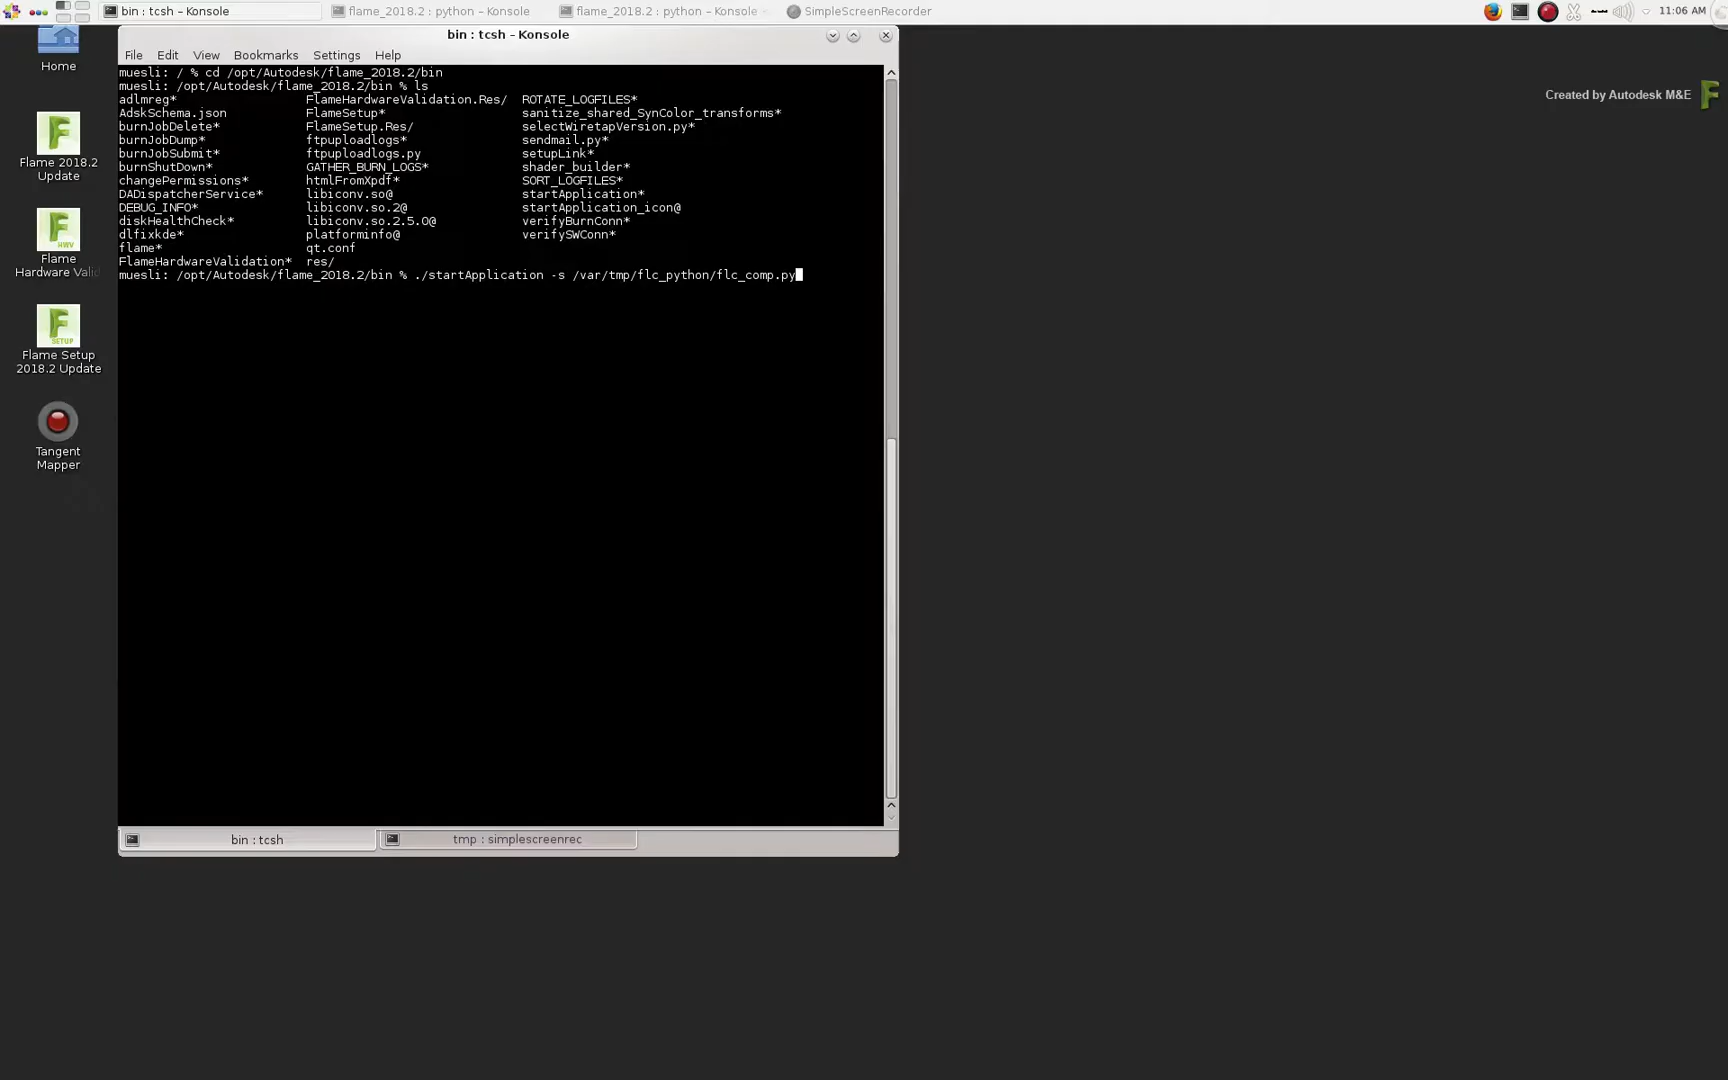 bin : tcsh – Konsole
flame_2018.2 : python – Konsole
flame_2018.2 : python – Konsole
SimpleScreenRecorder
11:06 AM
Home
Flame 2018.2
Update
HWV
Flame
Hardware Vali
SETUP
Flame Setup
2018.2 Update
Tangent
Mapper
Created by Autodesk M&E
bin : tcsh – Konsole
File Edit View Bookmarks Settings Help
muesli: / % cd /opt/Autodesk/flame_2018.2/bin
muesli: /opt/Autodesk/flame_2018.2/bin % ls
adlmreg* FlameHardwareValidation.Res/ ROTATE_LOGFILES*
AdskSchema.json FlameSetup* sanitize_shared_SynColor_transforms*
burnJobDelete* FlameSetup.Res/ selectWiretapVersion.py*
burnJobDump* ftpuploadlogs* sendmail.py*
burnJobSubmit* ftpuploadlogs.py setupLink*
burnShutDown* GATHER_BURN_LOGS* shader_builder*
changePermissions* htmlFromXpdf* SORT_LOGFILES*
DADispatcherService* libiconv.so@ startApplication*
DEBUG_INFO* libiconv.so.2@ startApplication_icon@
diskHealthCheck* libiconv.so.2.5.0@ verifyBurnConn*
dlfixkde* platforminfo@ verifySWConn*
flame* qt.conf
FlameHardwareValidation* res/
muesli: /opt/Autodesk/flame_2018.2/bin % ./startApplication -s /var/tmp/flc_python/flc_comp.py
bin : tcsh
tmp : simplescreenrec